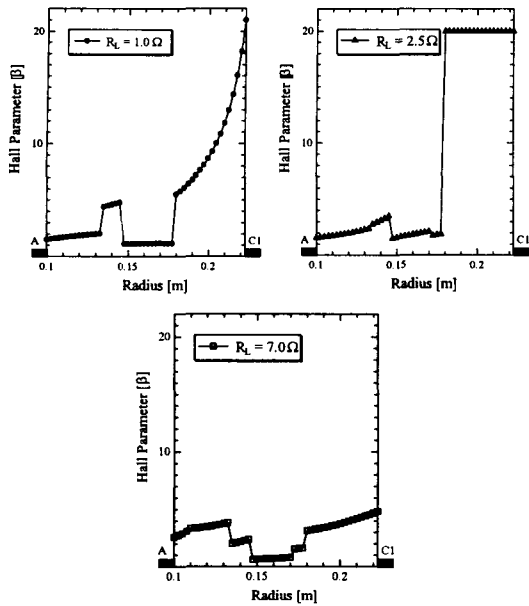 20
Hall Parameter [β]
R_L = 1.0 Ω
10
A
C1
0.1
0.15
0.2
Radius [m]
20
Hall Parameter [β]
R_L = 2.5 Ω
10
A
C1
0.1
0.15
0.2
Radius [m]
20
Hall Parameter [β]
R_L = 7.0 Ω
10
A
C1
0.1
0.15
0.2
Radius [m]